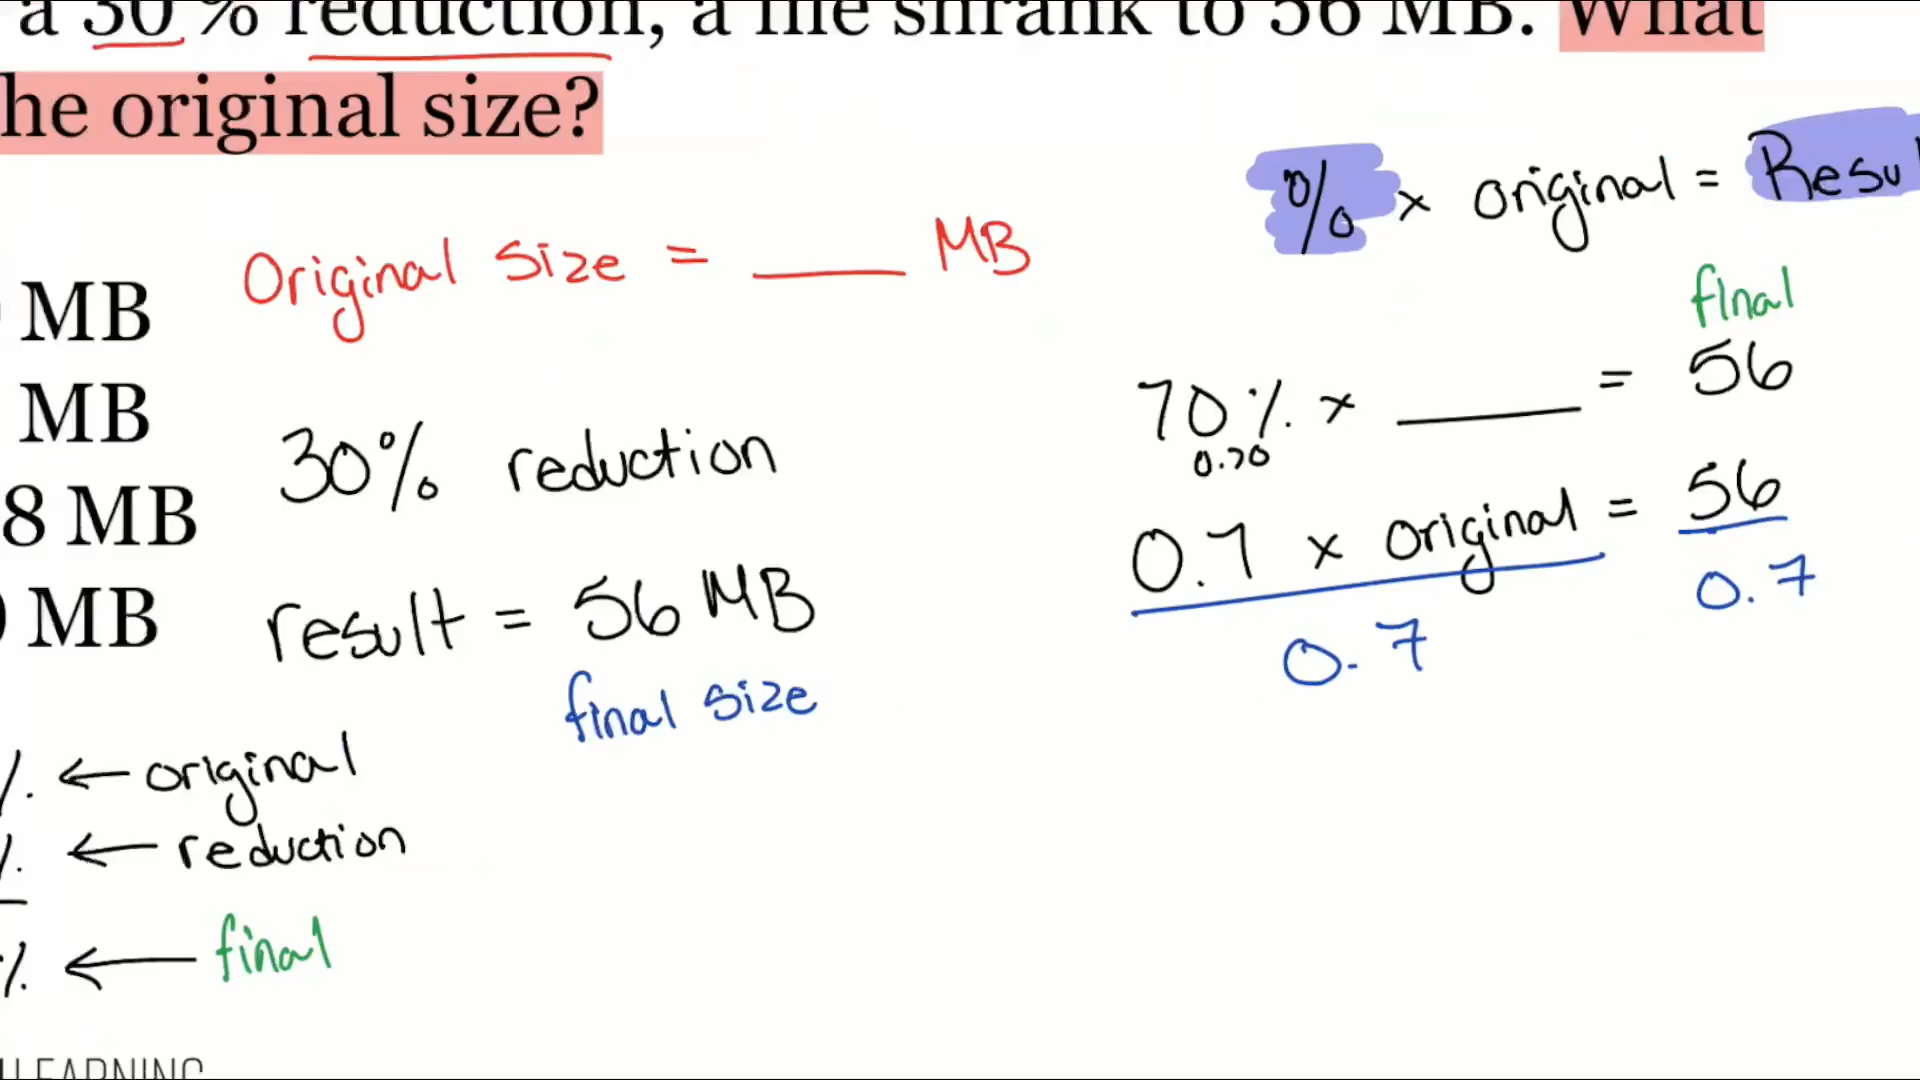 a 30% reduction, a file shrank to 56 MB. What
he original size?
% x original = Resu
Original size = ____ MB
final
MB
70% x ____ = 56
0.70
MB
30% reduction
0.7 x original = 56
0.7 0.7
8 MB
result = 56 MB
MB
final size
%. ← original
%. ← reduction
% ← final
LEARNING